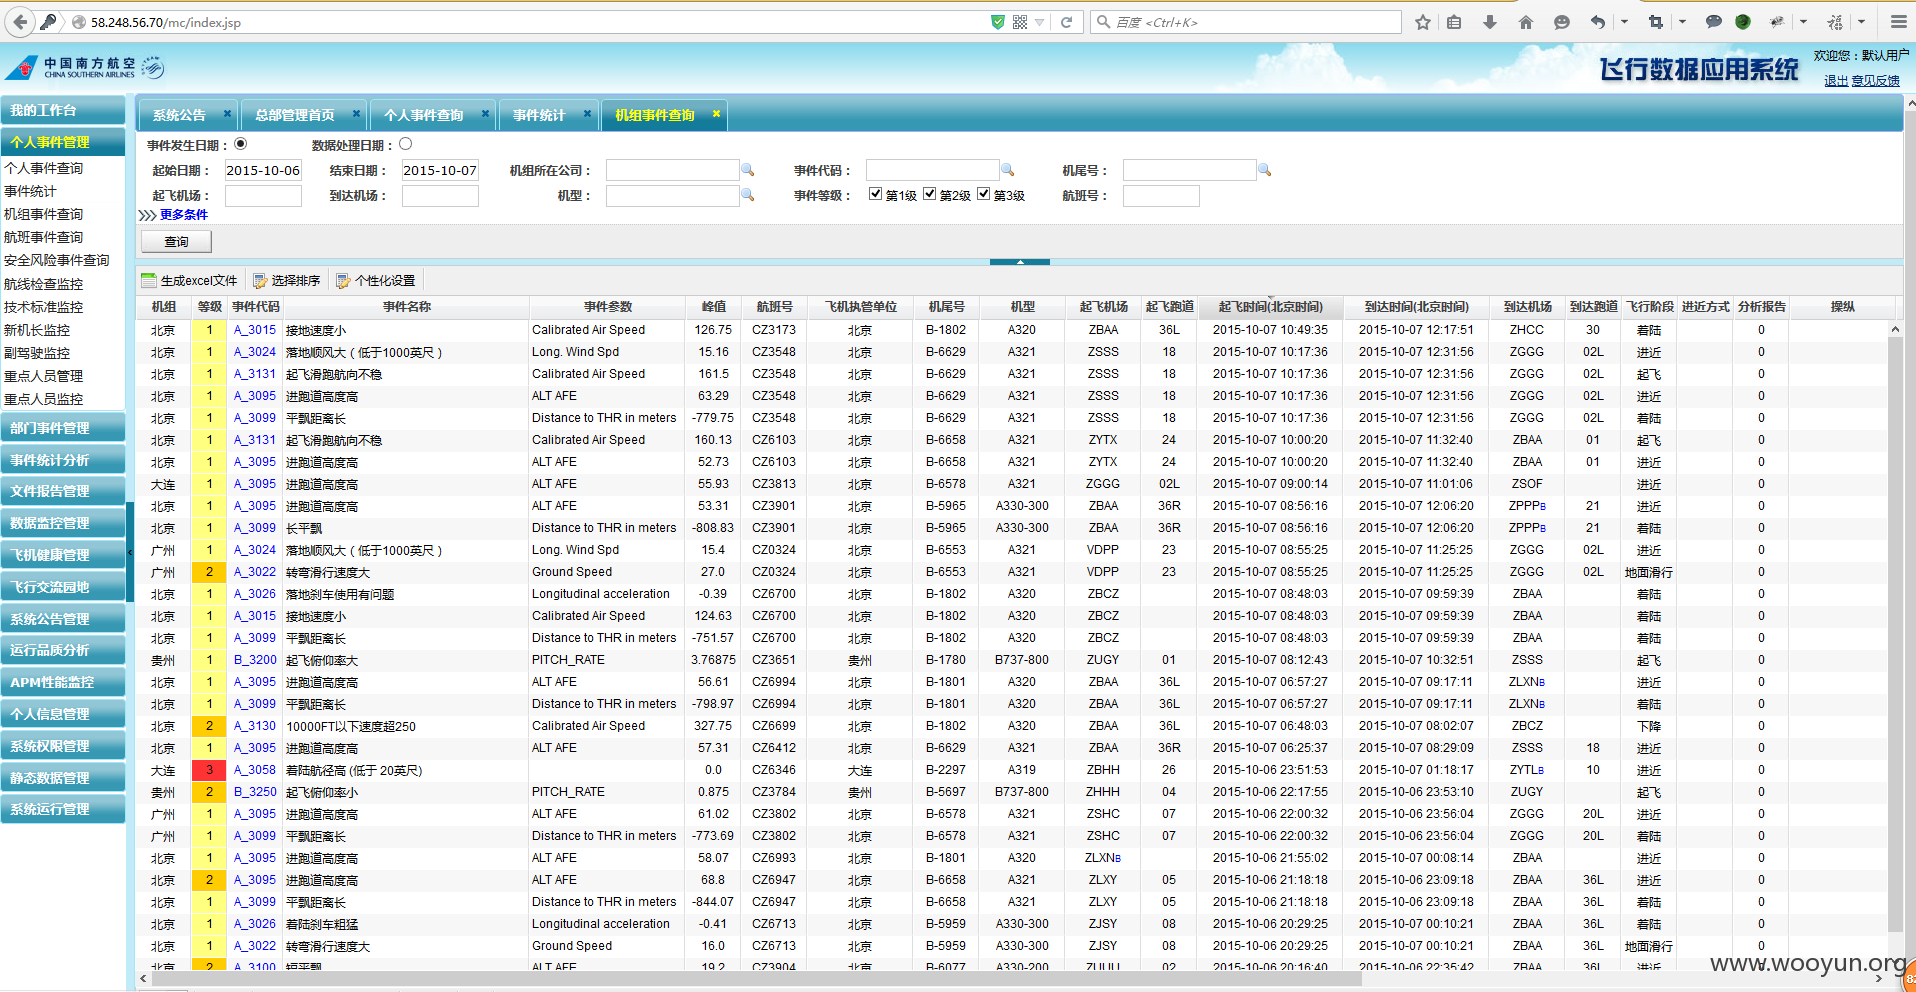 58.248.56.70/mc/index.jsp 百度 <Ctrl+K>
中国南方航空 CHINA SOUTHERN AIRLINES
飞行数据应用系统
欢迎您：默认用户
退出 意见反馈
我的工作台
个人事件管理
个人事件查询
事件统计
机组事件查询
航班事件查询
安全风险事件查询
航线检查监控
技术标准监控
新机长监控
副驾驶监控
重点人员管理
重点人员监控
部门事件管理
事件统计分析
文件报告管理
数据监控管理
飞机健康管理
飞行交流园地
系统公告管理
运行品质分析
APM性能监控
个人信息管理
系统权限管理
静态数据管理
系统运行管理
系统公告 × 总部管理首页 × 个人事件查询 × 事件统计 × 机组事件查询 ×
事件发生日期： 数据处理日期：
起始日期： 2015-10-06 结束日期： 2015-10-07 机组所在公司： 事件代码： 机尾号：
起飞机场： 到达机场： 机型： 事件等级： 第1级 第2级 第3级 航班号：
更多条件
查询
生成excel文件 选择排序 个性化设置
机组 等级 事件代码 事件名称 事件参数 峰值 航班号 飞机执管单位 机尾号 机型 起飞机场 起飞跑道 起飞时间(北京时间) 到达时间(北京时间) 到达机场 到达跑道 飞行阶段 进近方式 分析报告 操纵
北京 1 A_3015 接地速度小 Calibrated Air Speed 126.75 CZ3173 北京 B-1802 A320 ZBAA 36L 2015-10-07 10:49:35 2015-10-07 12:17:51 ZHCC 30 着陆 0
北京 1 A_3024 落地顺风大（低于1000英尺） Long. Wind Spd 15.16 CZ3548 北京 B-6629 A321 ZSSS 18 2015-10-07 10:17:36 2015-10-07 12:31:56 ZGGG 02L 进近 0
北京 1 A_3131 起飞滑跑航向不稳 Calibrated Air Speed 161.5 CZ3548 北京 B-6629 A321 ZSSS 18 2015-10-07 10:17:36 2015-10-07 12:31:56 ZGGG 02L 起飞 0
北京 1 A_3095 进跑道高度高 ALT AFE 63.29 CZ3548 北京 B-6629 A321 ZSSS 18 2015-10-07 10:17:36 2015-10-07 12:31:56 ZGGG 02L 进近 0
北京 1 A_3099 平飘距离长 Distance to THR in meters -779.75 CZ3548 北京 B-6629 A321 ZSSS 18 2015-10-07 10:17:36 2015-10-07 12:31:56 ZGGG 02L 着陆 0
北京 1 A_3131 起飞滑跑航向不稳 Calibrated Air Speed 160.13 CZ6103 北京 B-6658 A321 ZYTX 24 2015-10-07 10:00:20 2015-10-07 11:32:40 ZBAA 01 起飞 0
北京 1 A_3095 进跑道高度高 ALT AFE 52.73 CZ6103 北京 B-6658 A321 ZYTX 24 2015-10-07 10:00:20 2015-10-07 11:32:40 ZBAA 01 进近 0
大连 1 A_3095 进跑道高度高 ALT AFE 55.93 CZ3813 北京 B-6578 A321 ZGGG 02L 2015-10-07 09:00:14 2015-10-07 11:01:06 ZSOF 进近 0
北京 1 A_3095 进跑道高度高 ALT AFE 53.31 CZ3901 北京 B-5965 A330-300 ZBAA 36R 2015-10-07 08:56:16 2015-10-07 12:06:20 ZPPPB 21 进近 0
北京 1 A_3099 长平飘 Distance to THR in meters -808.83 CZ3901 北京 B-5965 A330-300 ZBAA 36R 2015-10-07 08:56:16 2015-10-07 12:06:20 ZPPPB 21 着陆 0
广州 1 A_3024 落地顺风大（低于1000英尺） Long. Wind Spd 15.4 CZ0324 北京 B-6553 A321 VDPP 23 2015-10-07 08:55:25 2015-10-07 11:25:25 ZGGG 02L 进近 0
广州 2 A_3022 转弯滑行速度大 Ground Speed 27.0 CZ0324 北京 B-6553 A321 VDPP 23 2015-10-07 08:55:25 2015-10-07 11:25:25 ZGGG 02L 地面滑行 0
北京 1 A_3026 落地刹车使用有问题 Longitudinal acceleration -0.39 CZ6700 北京 B-1802 A320 ZBCZ 2015-10-07 08:48:03 2015-10-07 09:59:39 ZBAA 着陆 0
北京 1 A_3015 接地速度小 Calibrated Air Speed 124.63 CZ6700 北京 B-1802 A320 ZBCZ 2015-10-07 08:48:03 2015-10-07 09:59:39 ZBAA 着陆 0
北京 1 A_3099 平飘距离长 Distance to THR in meters -751.57 CZ6700 北京 B-1802 A320 ZBCZ 2015-10-07 08:48:03 2015-10-07 09:59:39 ZBAA 着陆 0
贵州 1 B_3200 起飞俯仰率大 PITCH_RATE 3.76875 CZ3651 贵州 B-1780 B737-800 ZUGY 01 2015-10-07 08:12:43 2015-10-07 10:32:51 ZSSS 起飞 0
北京 1 A_3095 进跑道高度高 ALT AFE 56.61 CZ6994 北京 B-1801 A320 ZBAA 36L 2015-10-07 06:57:27 2015-10-07 09:17:11 ZLXNB 进近 0
北京 1 A_3099 平飘距离长 Distance to THR in meters -798.97 CZ6994 北京 B-1801 A320 ZBAA 36L 2015-10-07 06:57:27 2015-10-07 09:17:11 ZLXNB 着陆 0
北京 2 A_3130 10000FT以下速度超250 Calibrated Air Speed 327.75 CZ6699 北京 B-1802 A320 ZBAA 36L 2015-10-07 06:48:03 2015-10-07 08:02:07 ZBCZ 下降 0
北京 1 A_3095 进跑道高度高 ALT AFE 57.31 CZ6412 北京 B-6629 A321 ZBAA 36R 2015-10-07 06:25:37 2015-10-07 08:29:09 ZSSS 18 进近 0
大连 3 A_3058 着陆航径高 (低于 20英尺) 0.0 CZ6346 大连 B-2297 A319 ZBHH 26 2015-10-06 23:51:53 2015-10-07 01:18:17 ZYTLB 10 进近 0
贵州 2 B_3250 起飞俯仰率小 PITCH_RATE 0.875 CZ3784 贵州 B-5697 B737-800 ZHHH 04 2015-10-06 22:17:55 2015-10-06 23:53:10 ZUGY 起飞 0
广州 1 A_3095 进跑道高度高 ALT AFE 61.02 CZ3802 北京 B-6578 A321 ZSHC 07 2015-10-06 22:00:32 2015-10-06 23:56:04 ZGGG 20L 进近 0
广州 1 A_3099 平飘距离长 Distance to THR in meters -773.69 CZ3802 北京 B-6578 A321 ZSHC 07 2015-10-06 22:00:32 2015-10-06 23:56:04 ZGGG 20L 着陆 0
北京 1 A_3095 进跑道高度高 ALT AFE 58.07 CZ6993 北京 B-1801 A320 ZLXNB 2015-10-06 21:55:02 2015-10-07 00:08:14 ZBAA 进近 0
北京 2 A_3095 进跑道高度高 ALT AFE 68.8 CZ6947 北京 B-6658 A321 ZLXY 05 2015-10-06 21:18:18 2015-10-06 23:09:18 ZBAA 36L 进近 0
北京 1 A_3099 平飘距离长 Distance to THR in meters -844.07 CZ6947 北京 B-6658 A321 ZLXY 05 2015-10-06 21:18:18 2015-10-06 23:09:18 ZBAA 36L 着陆 0
北京 1 A_3026 着陆刹车粗猛 Longitudinal acceleration -0.41 CZ6713 北京 B-5959 A330-300 ZJSY 08 2015-10-06 20:29:25 2015-10-07 00:10:21 ZBAA 36L 着陆 0
北京 1 A_3022 转弯滑行速度大 Ground Speed 16.0 CZ6713 北京 B-5959 A330-300 ZJSY 08 2015-10-06 20:29:25 2015-10-07 00:10:21 ZBAA 36L 地面滑行 0
北京 2 A_3100 短平飘 ALT AFE 19.2 CZ3904 北京 B-6077 A330-200 ZUUU 02 2015-10-06 20:16:40 2015-10-06 22:35:42 ZBAA 36L 进近 0
www.wooyun.org